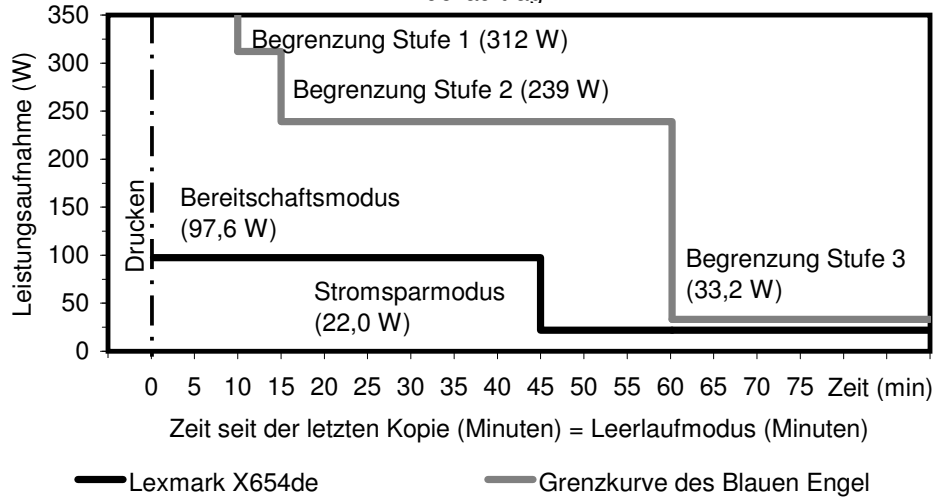 350
300
250
200
150
100
50
0
Leistungsaufnahme (W)
Drucken
Begrenzung Stufe 1 (312 W)
Begrenzung Stufe 2 (239 W)
Bereitschaftsmodus
(97,6 W)
Stromsparmodus
(22,0 W)
Begrenzung Stufe 3
(33,2 W)
0 5 10 15 20 25 30 35 40 45 50 55 60 65 70 75 Zeit (min)
Zeit seit der letzten Kopie (Minuten) = Leerlaufmodus (Minuten)
Lexmark X654de
Grenzkurve des Blauen Engel